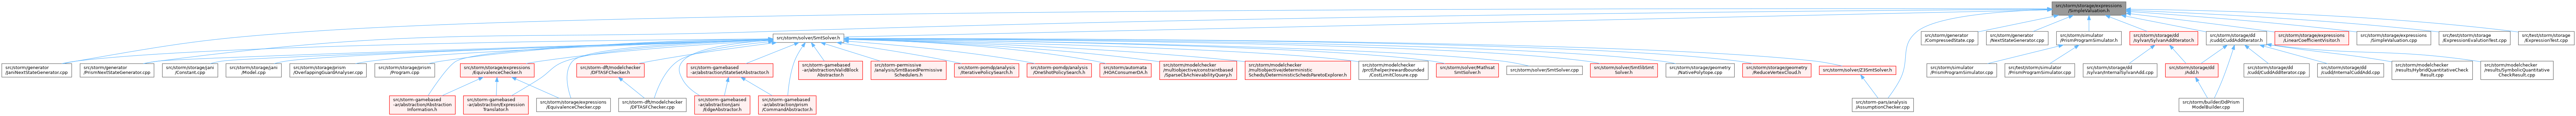 src/storm/storage/expressions
/SimpleValuation.h
src/storm/solver/SmtSolver.h
src/storm/generator
/CompressedState.cpp
src/storm/generator
/NextStateGenerator.cpp
src/storm/simulator
/PrismProgramSimulator.h
src/storm/storage/dd
/sylvan/SylvanAddIterator.h
src/storm/storage/dd
/cudd/CuddAddIterator.h
src/storm/storage/expressions
/LinearCoefficientVisitor.h
src/storm/storage/expressions
/SimpleValuation.cpp
src/test/storm/storage
/ExpressionEvalutionTest.cpp
src/test/storm/storage
/ExpressionTest.cpp
src/storm/generator
/JaniNextStateGenerator.cpp
src/storm/generator
/PrismNextStateGenerator.cpp
src/storm/storage/jani
/Constant.cpp
src/storm/storage/jani
/Model.cpp
src/storm/storage/prism
/OverlappingGuardAnalyser.cpp
src/storm/storage/prism
/Program.cpp
src/storm/storage/expressions
/EquivalenceChecker.h
src/storm-dft/modelchecker
/DFTASFChecker.h
src/storm-gamebased
-ar/abstraction/StateSetAbstractor.h
src/storm-gamebased
-ar/abstraction/ValidBlock
Abstractor.h
src/storm-permissive
/analysis/SmtBasedPermissive
Schedulers.h
src/storm-pomdp/analysis
/IterativePolicySearch.h
src/storm-pomdp/analysis
/OneShotPolicySearch.h
src/storm/automata
/HOAConsumerDA.h
src/storm/modelchecker
/multiobjective/constraintbased
/SparseCbAchievabilityQuery.h
src/storm/modelchecker
/multiobjective/deterministic
Scheds/DeterministicSchedsParetoExplorer.h
src/storm/modelchecker
/prctl/helper/rewardbounded
/CostLimitClosure.cpp
src/storm/solver/Mathsat
SmtSolver.h
src/storm/solver/SmtSolver.cpp
src/storm/solver/SmtlibSmt
Solver.h
src/storm/storage/geometry
/NativePolytope.cpp
src/storm/storage/geometry
/ReduceVertexCloud.h
src/storm/solver/Z3SmtSolver.h
src/storm/simulator
/PrismProgramSimulator.cpp
src/test/storm/simulator
/PrismProgramSimulator.cpp
src/storm/storage/dd
/sylvan/InternalSylvanAdd.cpp
src/storm/storage/dd
/Add.h
src/storm/storage/dd
/cudd/CuddAddIterator.cpp
src/storm/storage/dd
/cudd/InternalCuddAdd.cpp
src/storm/modelchecker
/results/HybridQuantitativeCheck
Result.cpp
src/storm/modelchecker
/results/SymbolicQuantitative
CheckResult.cpp
src/storm-gamebased
-ar/abstraction/Abstraction
Information.h
src/storm-gamebased
-ar/abstraction/Expression
Translator.h
src/storm/storage/expressions
/EquivalenceChecker.cpp
src/storm-dft/modelchecker
/DFTASFChecker.cpp
src/storm-gamebased
-ar/abstraction/jani
/EdgeAbstractor.h
src/storm-gamebased
-ar/abstraction/prism
/CommandAbstractor.h
src/storm-pars/analysis
/AssumptionChecker.cpp
src/storm/builder/DdPrism
ModelBuilder.cpp